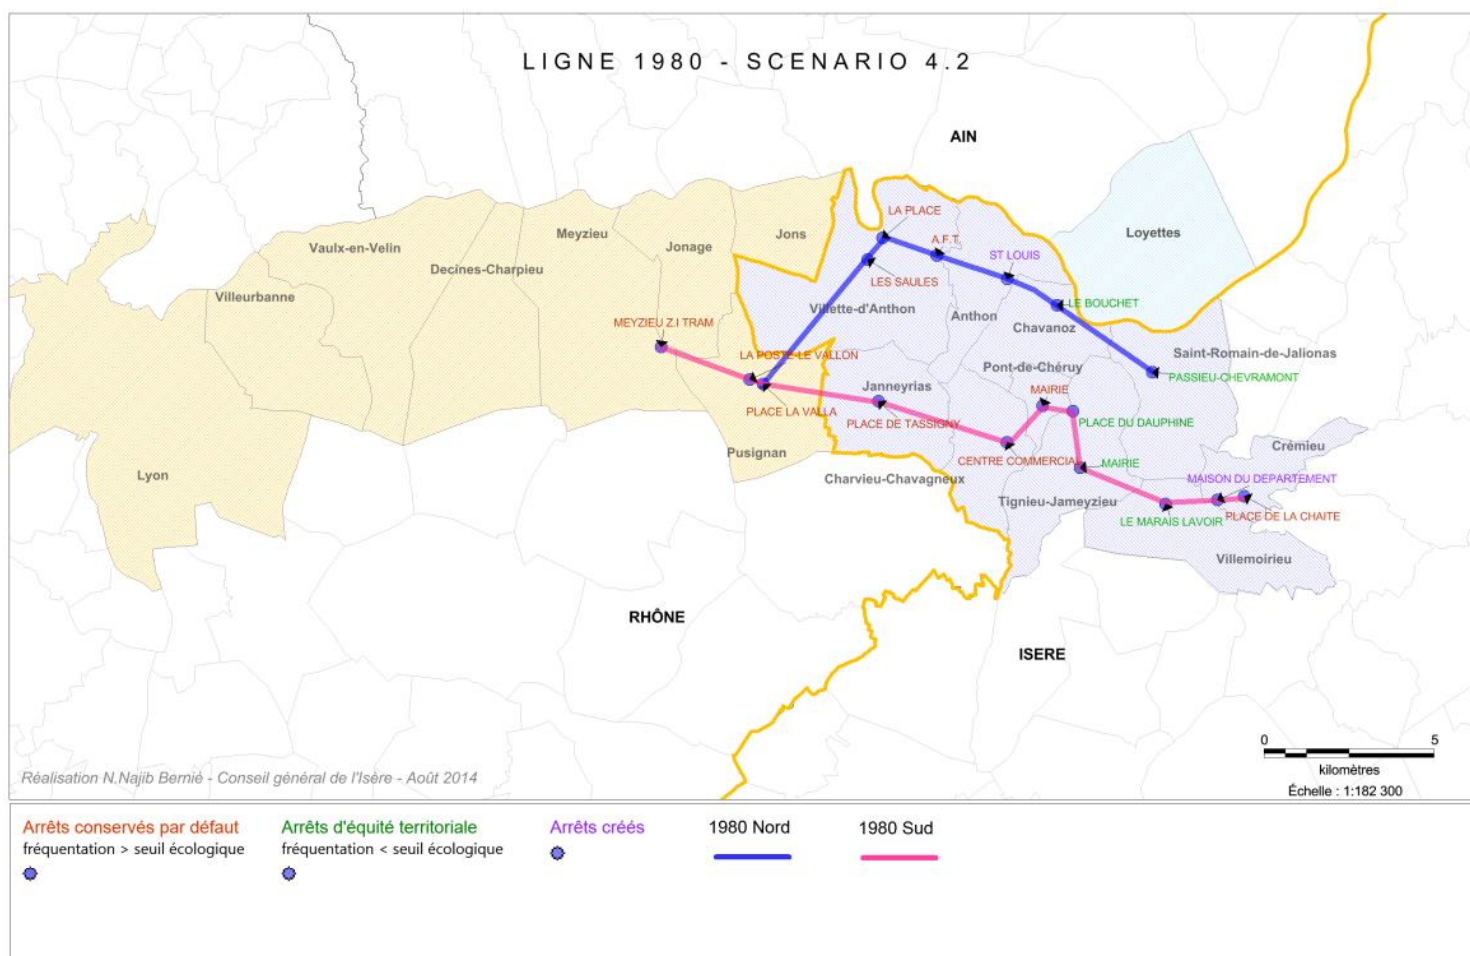 LIGNE 1980 - SCENARIO 4.2
AIN
LA PLACE
A.F.T.
Loyettes
Meyzieu
Jons
Vaulx-en-Velin
Jonage
ST LOUIS
Decines-Charpieu
LES SAULES
Villeurbanne
LE BOUCHET
Villette-d'Anthon
Anthon
MEYZIEU Z.I TRAM
Chavanoz
LA POSTE-LE VALLON
Saint-Romain-de-Jalionas
Pont-de-Chéruy
PASSIEU-CHEVRAMONT
Janneyrias
MAIRIE
PLACE LA VALLA
PLACE DE TASSIGNY
PLACE DU DAUPHINE
Crémieu
Pusignan
CENTRE COMMERCIAL
MAIRIE
Lyon
Charvieu-Chavagneux
MAISON DU DEPARTEMENT
Tignieu-Jameyzieu
PLACE DE LA CHAITE
LE MARAIS LAVOIR
Villemoirieu
RHÔNE
ISERE
0 5
kilomètres
Échelle : 1:182 300
Réalisation N.Najib Bernié - Conseil général de l'Isère - Août 2014
Arrêts conservés par défaut
fréquentation > seuil écologique
Arrêts d'équité territoriale
fréquentation < seuil écologique
Arrêts créés
1980 Nord
1980 Sud